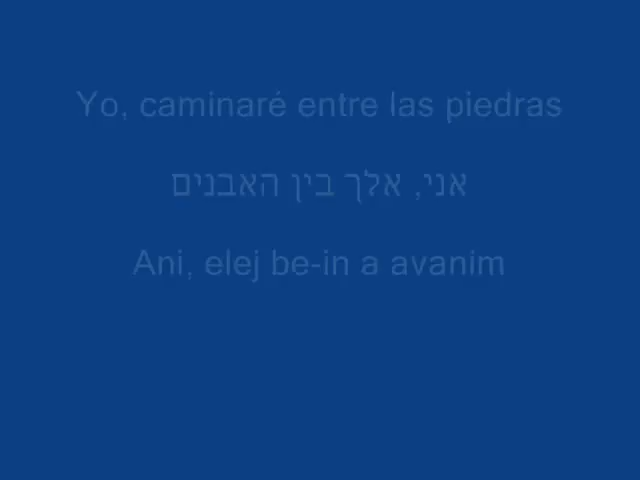 Yo, caminaré entre las piedras
אני, אלך בין האבנים
Ani, elej be-in a avanim